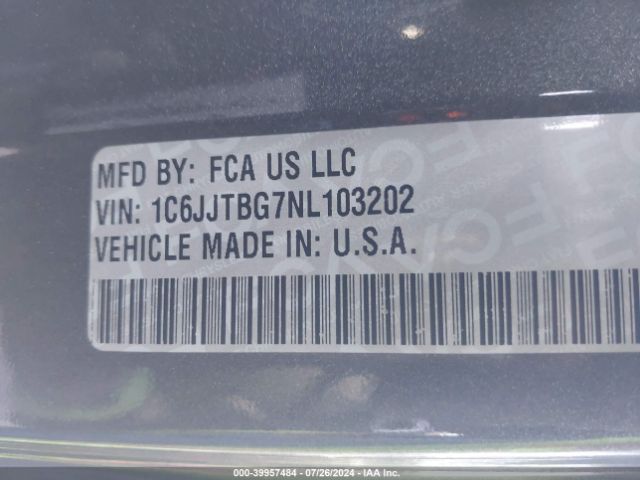 MFD BY: FCA US LLC
VIN: 1C6JJTBG7NL103202
VEHICLE MADE IN: U.S.A.
000-39957484 | 07/26/2024 | - IAA Inc.